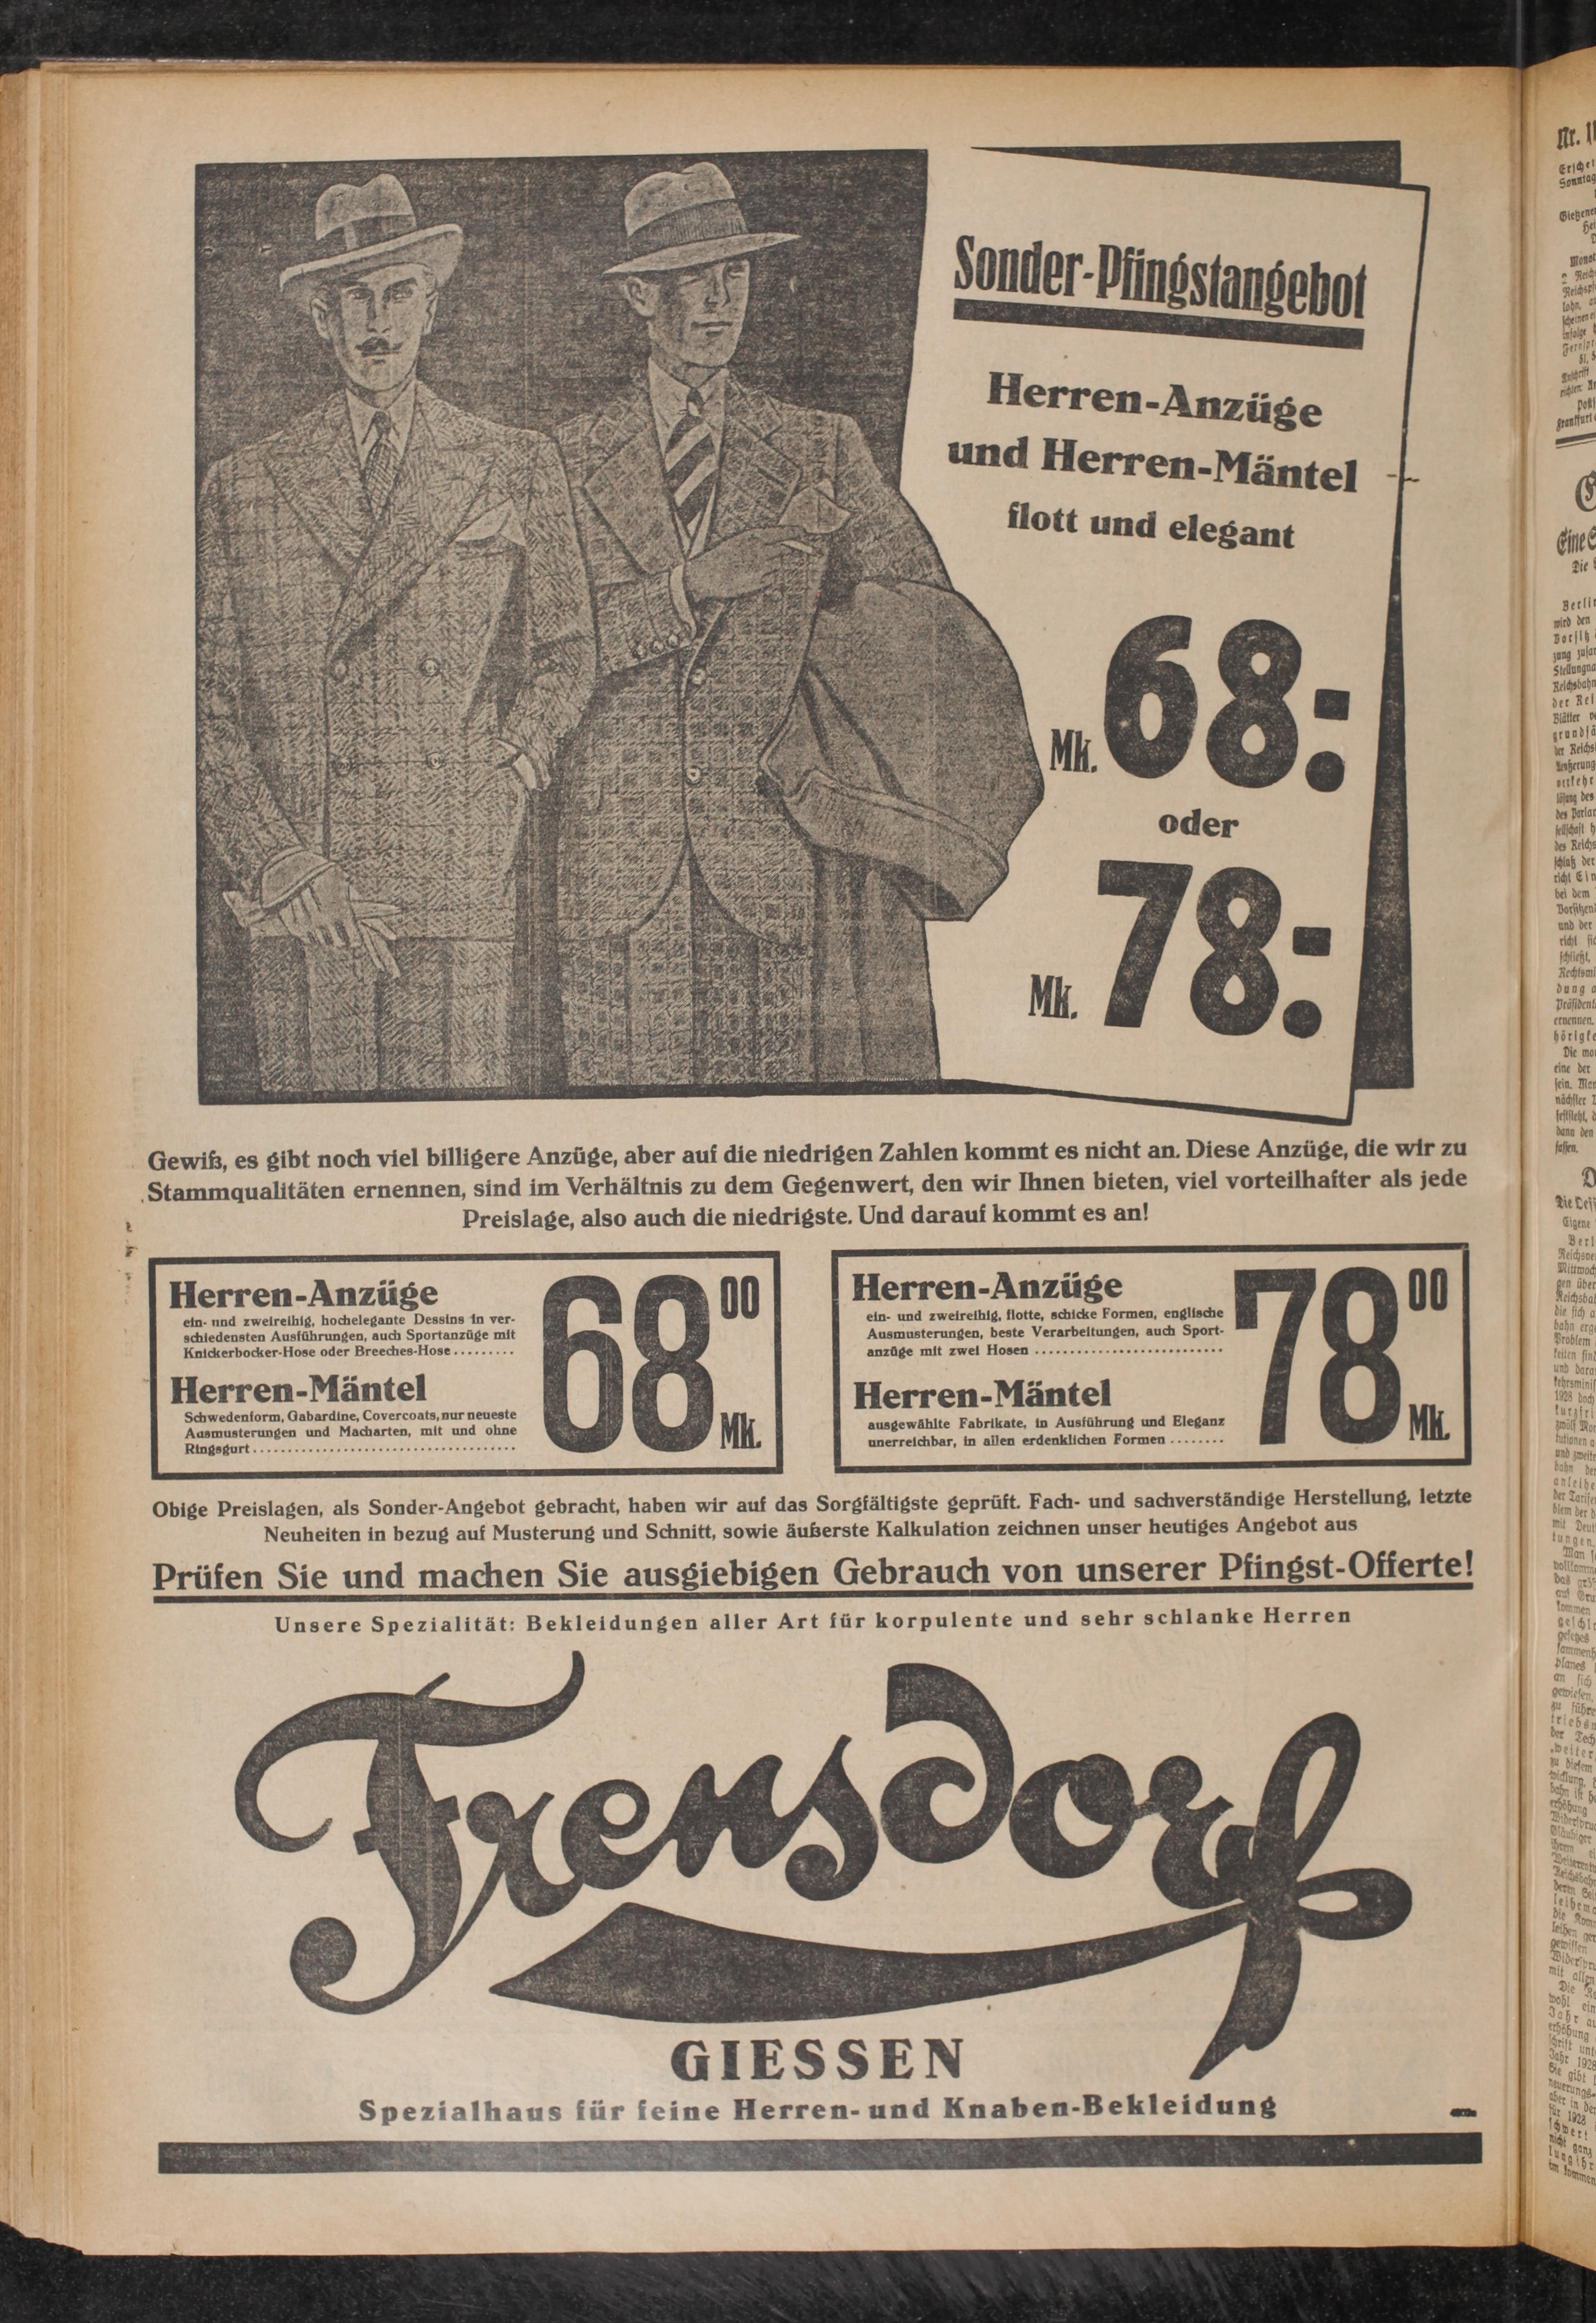 Sonder-Pfingstangebot
Herren-Anzüge
und Herren-Mäntel
flott und elegant
Mk. 68:-
oder
Mk. 78:-
Gewiß, es gibt noch viel billigere Anzüge, aber auf die niedrigen Zahlen kommt es nicht an. Diese Anzüge, die wir zu
Stammqualitäten ernennen, sind im Verhältnis zu dem Gegenwert, den wir Ihnen bieten, viel vorteilhafter als jede
Preislage, also auch die niedrigste. Und darauf kommt es an!
Herren-Anzüge
ein- und zweireihig, hochelegante Dessins in ver-
schiedensten Ausführungen, auch Sportanzüge mit
Knickerbocker-Hose oder Breeches-Hose.........
Herren-Mäntel
Schwedenform, Gabardine, Covercoats, nur neueste
Ausmusterungen und Macharten, mit und ohne
Ringsgurt......................................
68 00 Mk.
Herren-Anzüge
ein- und zweireihig, flotte, schicke Formen, englische
Ausmusterungen, beste Verarbeitungen, auch Sport-
anzüge mit zwei Hosen ...........................
Herren-Mäntel
ausgewählte Fabrikate, in Ausführung und Eleganz
unerreichbar, in allen erdenklichen Formen ........
78 00 Mk.
Obige Preislagen, als Sonder-Angebot gebracht, haben wir auf das Sorgfältigste geprüft. Fach- und sachverständige Herstellung, letzte
Neuheiten in bezug auf Musterung und Schnitt, sowie äußerste Kalkulation zeichnen unser heutiges Angebot aus
Prüfen Sie und machen Sie ausgiebigen Gebrauch von unserer Pfingst-Offerte!
Unsere Spezialität: Bekleidungen aller Art für korpulente und sehr schlanke Herren
Frensdorf
GIESSEN
Spezialhaus für feine Herren- und Knaben-Bekleidung